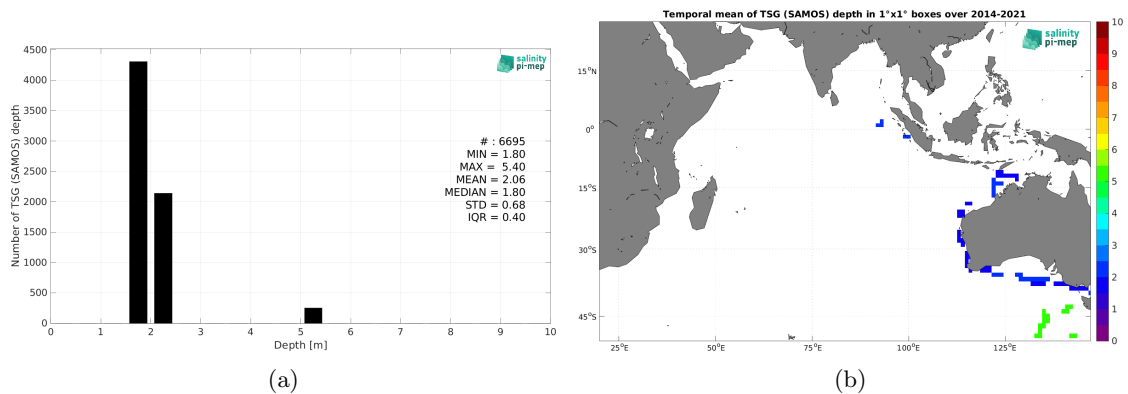 4500
4000
3500
3000
2500
2000
1500
1000
500
0
Number of TSG (SAMOS) depth
salinity
pi-mep
# : 6695
MIN = 1.80
MAX = 5.40
MEAN = 2.06
MEDIAN = 1.80
STD = 0.68
IQR = 0.40
0 1 2 3 4 5 6 7 8 9 10
Depth [m]
(a)
Temporal mean of TSG (SAMOS) depth in 1°x1° boxes over 2014-2021
salinity
pi-mep
15°N
0°
15°S
30°S
45°S
25°E 50°E 75°E 100°E 125°E
10
9
8
7
6
5
4
3
2
1
0
(b)